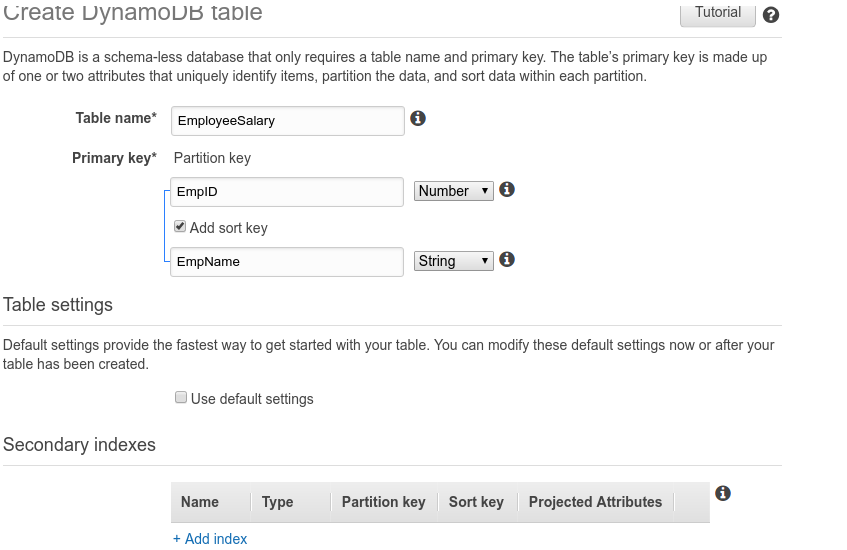 Create DynamoDB table
Tutorial
DynamoDB is a schema-less database that only requires a table name and primary key. The table's primary key is made up
of one or two attributes that uniquely identify items, partition the data, and sort data within each partition.
Table name*
EmployeeSalary
Primary key*
Partition key
EmpID
Number
Add sort key
EmpName
String
Table settings
Default settings provide the fastest way to get started with your table. You can modify these default settings now or after your
table has been created.
Use default settings
Secondary indexes
Name Type Partition key Sort key Projected Attributes
+ Add index